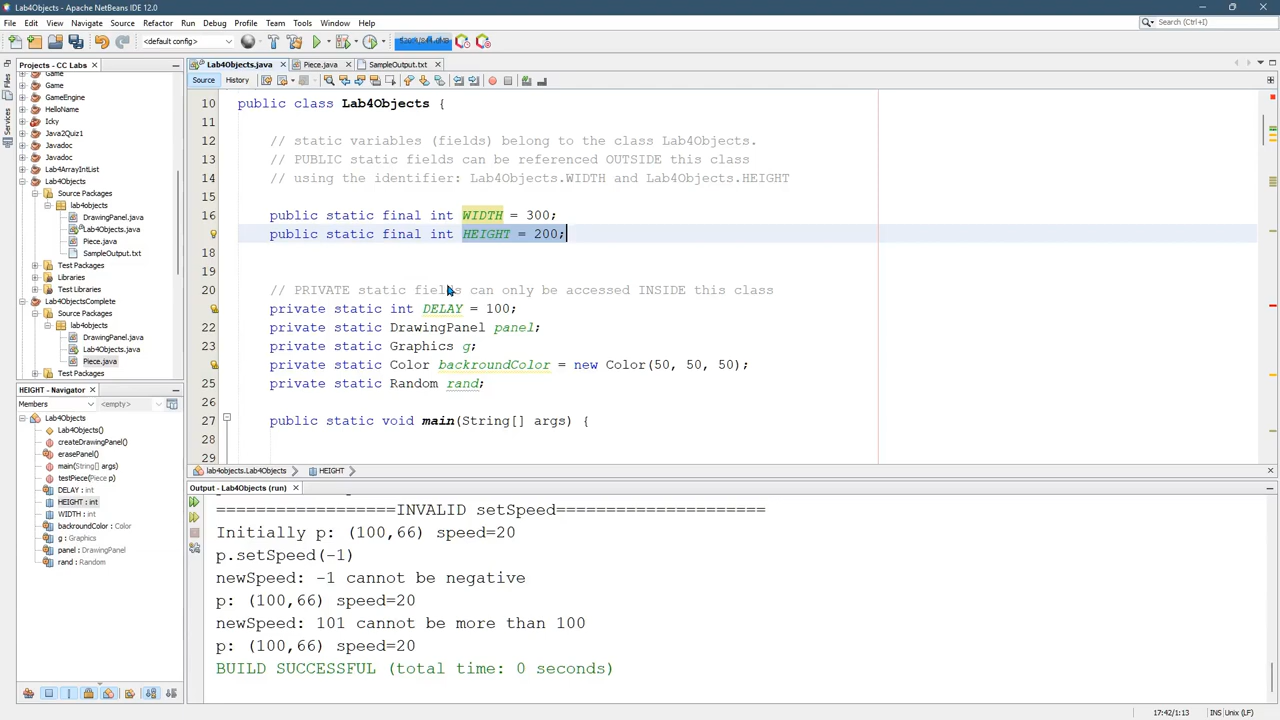 Lab4Objects - Apache NetBeans IDE 12.0
File Edit View Navigate Source Refactor Run Debug Profile Team Tools Window Help
Search (Ctrl+I)
<default config>
Projects - CC Labs
Lab4Objects.java Piece.java SampleOutput.txt
Source History
Files
Services
Game
Game
GameEngine
HelloName
Icky
Java2Quiz1
Javadoc
Javadoc
Lab4ArrayIntList
Lab4Objects
Source Packages
lab4objects
DrawingPanel.java
Lab4Objects.java
Piece.java
SampleOutput.txt
Test Packages
Libraries
Test Libraries
Lab4ObjectsComplete
Source Packages
lab4objects
DrawingPanel.java
Lab4Objects.java
Piece.java
Test Packages
10 public class Lab4Objects {
11
12 // static variables (fields) belong to the class Lab4Objects.
13 // PUBLIC static fields can be referenced OUTSIDE this class
14 // using the identifier: Lab4Objects.WIDTH and Lab4Objects.HEIGHT
15
16 public static final int WIDTH = 300;
public static final int HEIGHT = 200;
18
19
20 // PRIVATE static fields can only be accessed INSIDE this class
private static int DELAY = 100;
22 private static DrawingPanel panel;
23 private static Graphics g;
private static Color backroundColor = new Color(50, 50, 50);
25 private static Random rand;
26
27 public static void main(String[] args) {
28
29
lab4objects.Lab4Objects HEIGHT
HEIGHT - Navigator
Members <empty>
Lab4Objects
Lab4Objects()
createDrawingPanel()
erasePanel()
main(String[] args)
testPiece(Piece p)
DELAY : int
HEIGHT : int
WIDTH : int
backroundColor : Color
g : Graphics
panel : DrawingPanel
rand : Random
Output - Lab4Objects (run)
==================INVALID setSpeed=====================
Initially p: (100,66) speed=20
p.setSpeed(-1)
newSpeed: -1 cannot be negative
p: (100,66) speed=20
newSpeed: 101 cannot be more than 100
p: (100,66) speed=20
BUILD SUCCESSFUL (total time: 0 seconds)
17:42/1:13 INS Unix (LF)